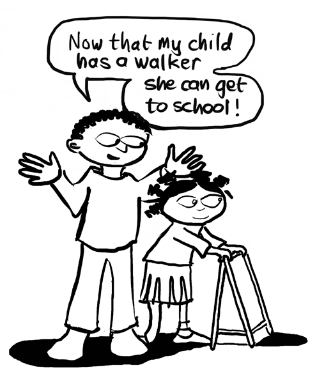 Now that my child
has a walker
she can get
to school!